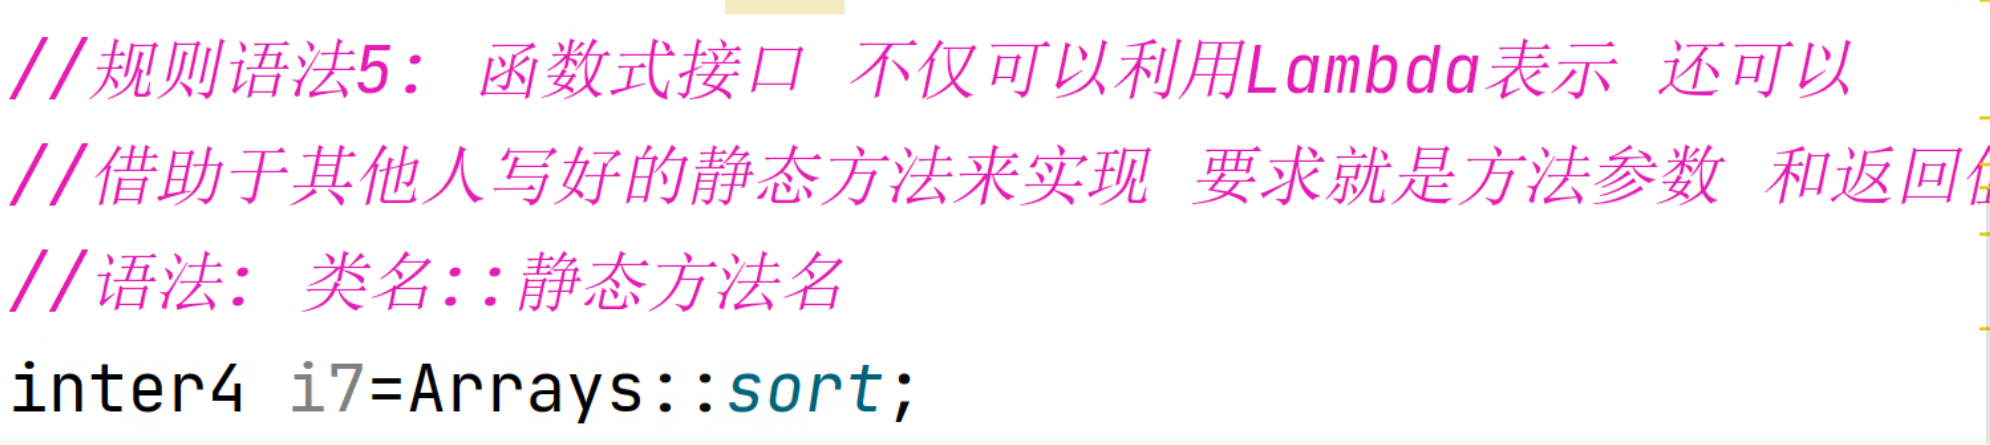 //规则语法5: 函数式接口 不仅可以利用Lambda表示 还可以
//借助于其他人写好的静态方法来实现 要求就是方法参数 和返回
//语法: 类名::静态方法名
inter4 i7=Arrays::sort;